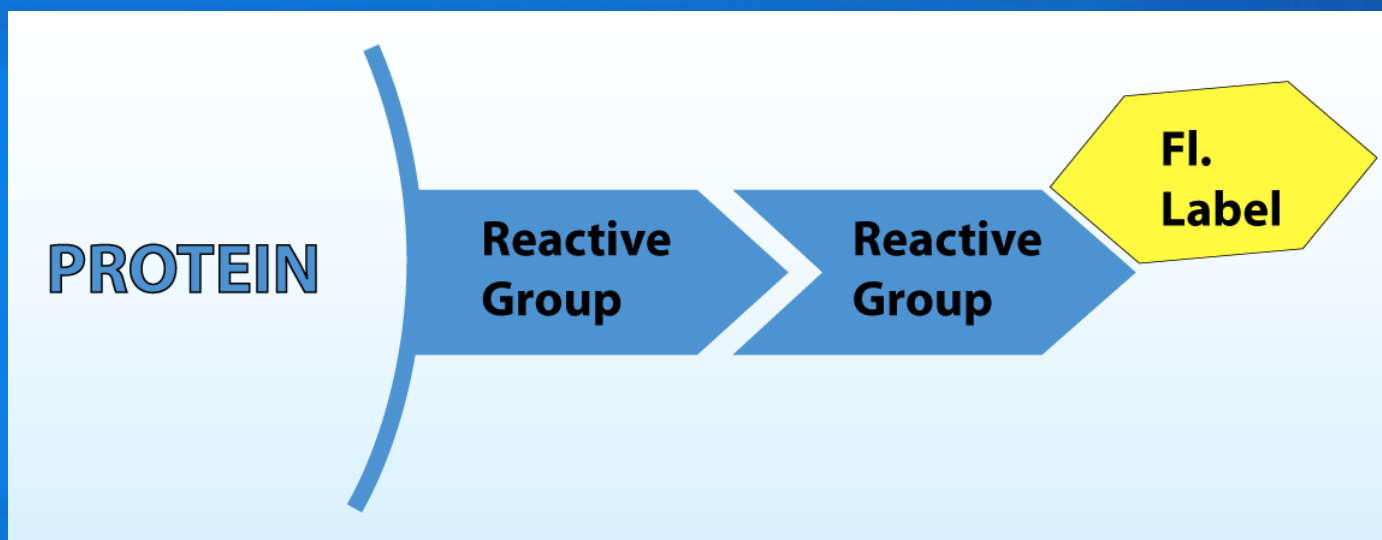 PROTEIN
Reactive
Group
Reactive
Group
Fl.
Label